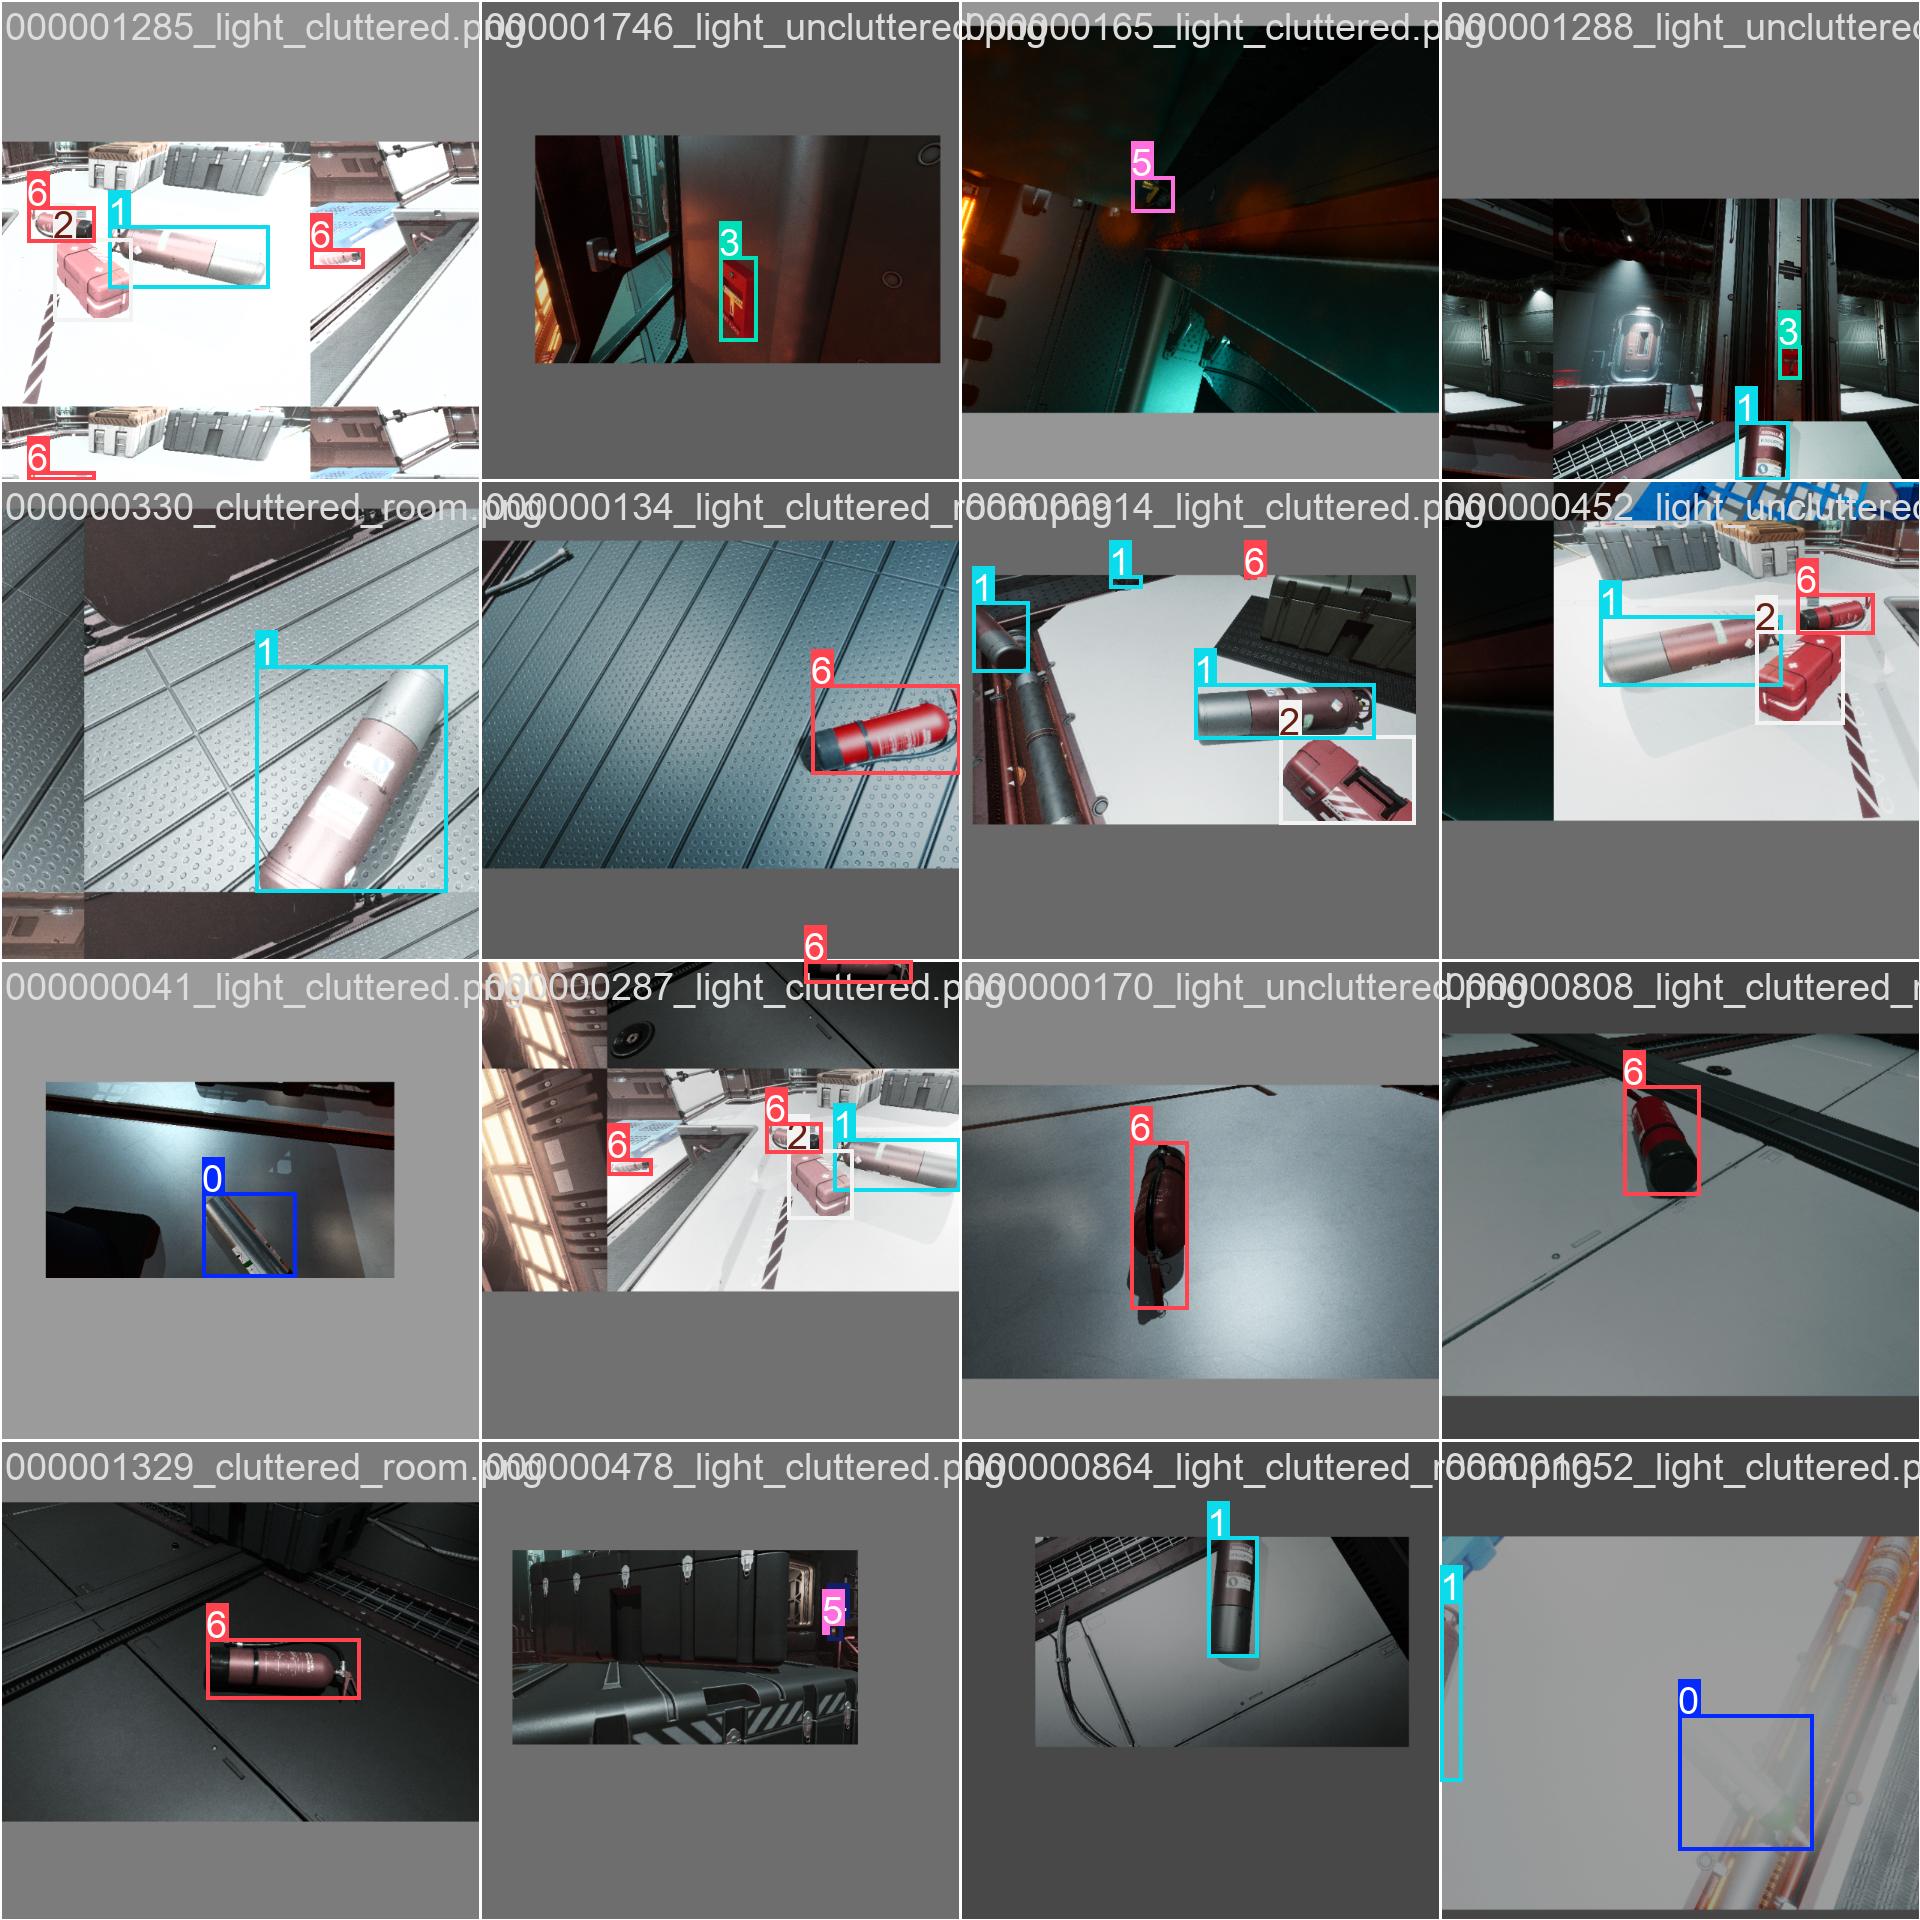 000001285_light_cluttered.png
000001746_light_uncluttered.png
000000165_light_cluttered.png
000001288_light_uncluttered
6
2
1
6
6
3
5
3
1
000000330_cluttered_room.png
000000134_light_cluttered_room.png
000000914_light_cluttered.png
000000452_light_uncluttered
1
6
1
1
6
1
2
1
2
6
000000041_light_cluttered.png
000000287_light_cluttered.png
000000170_light_uncluttered.png
000000808_light_cluttered_r
0
6
6
6
2
1
6
6
000001329_cluttered_room.png
000000478_light_cluttered.png
000000864_light_cluttered_room.png
000001052_light_cluttered.p
6
5
1
1
0